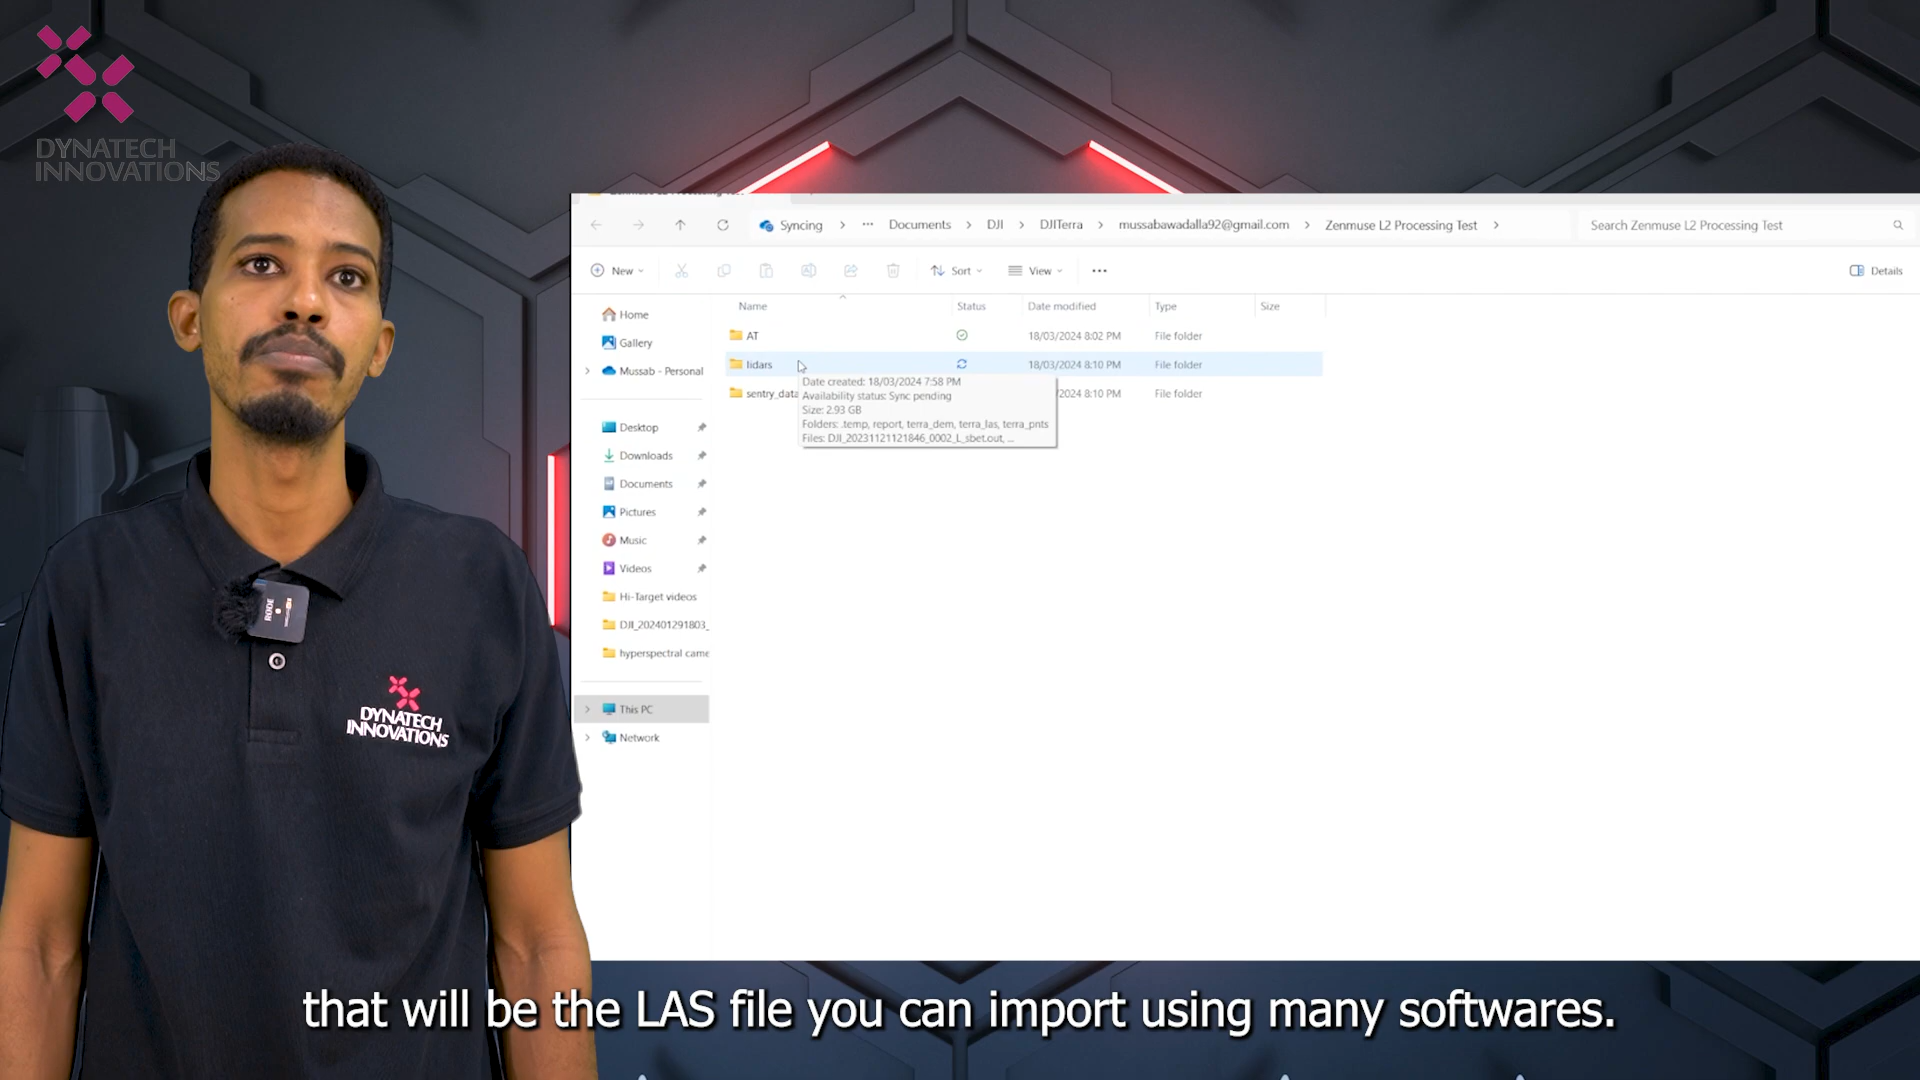 DYNATECH
INNOVATIONS
Syncing
Documents
DJI
DJITerra
mussabawadalla92@gmail.com
Zenmuse L2 Processing Test
Search Zenmuse L2 Processing Test
New
Sort
View
Details
Name
Status
Date modified
Type
Size
Home
Gallery
Mussab - Personal
AT
18/03/2024 8:02 PM
File folder
lidars
18/03/2024 8:10 PM
File folder
sentry_data
/2024 8:10 PM
File folder
Date created: 18/03/2024 7:58 PM
Availability status: Sync pending
Size: 2.93 GB
Folders: .temp, report, terra_dem, terra_las, terra_pnts
Files: DJI_20231121121846_0002_L_sbet.out, ...
Desktop
Downloads
Documents
Pictures
Music
Videos
Hi-Target videos
DJI_202401291803_
hyperspectral came
This PC
Network
RODE
DYNATECH
INNOVATIONS
that will be the LAS file you can import using many softwares.